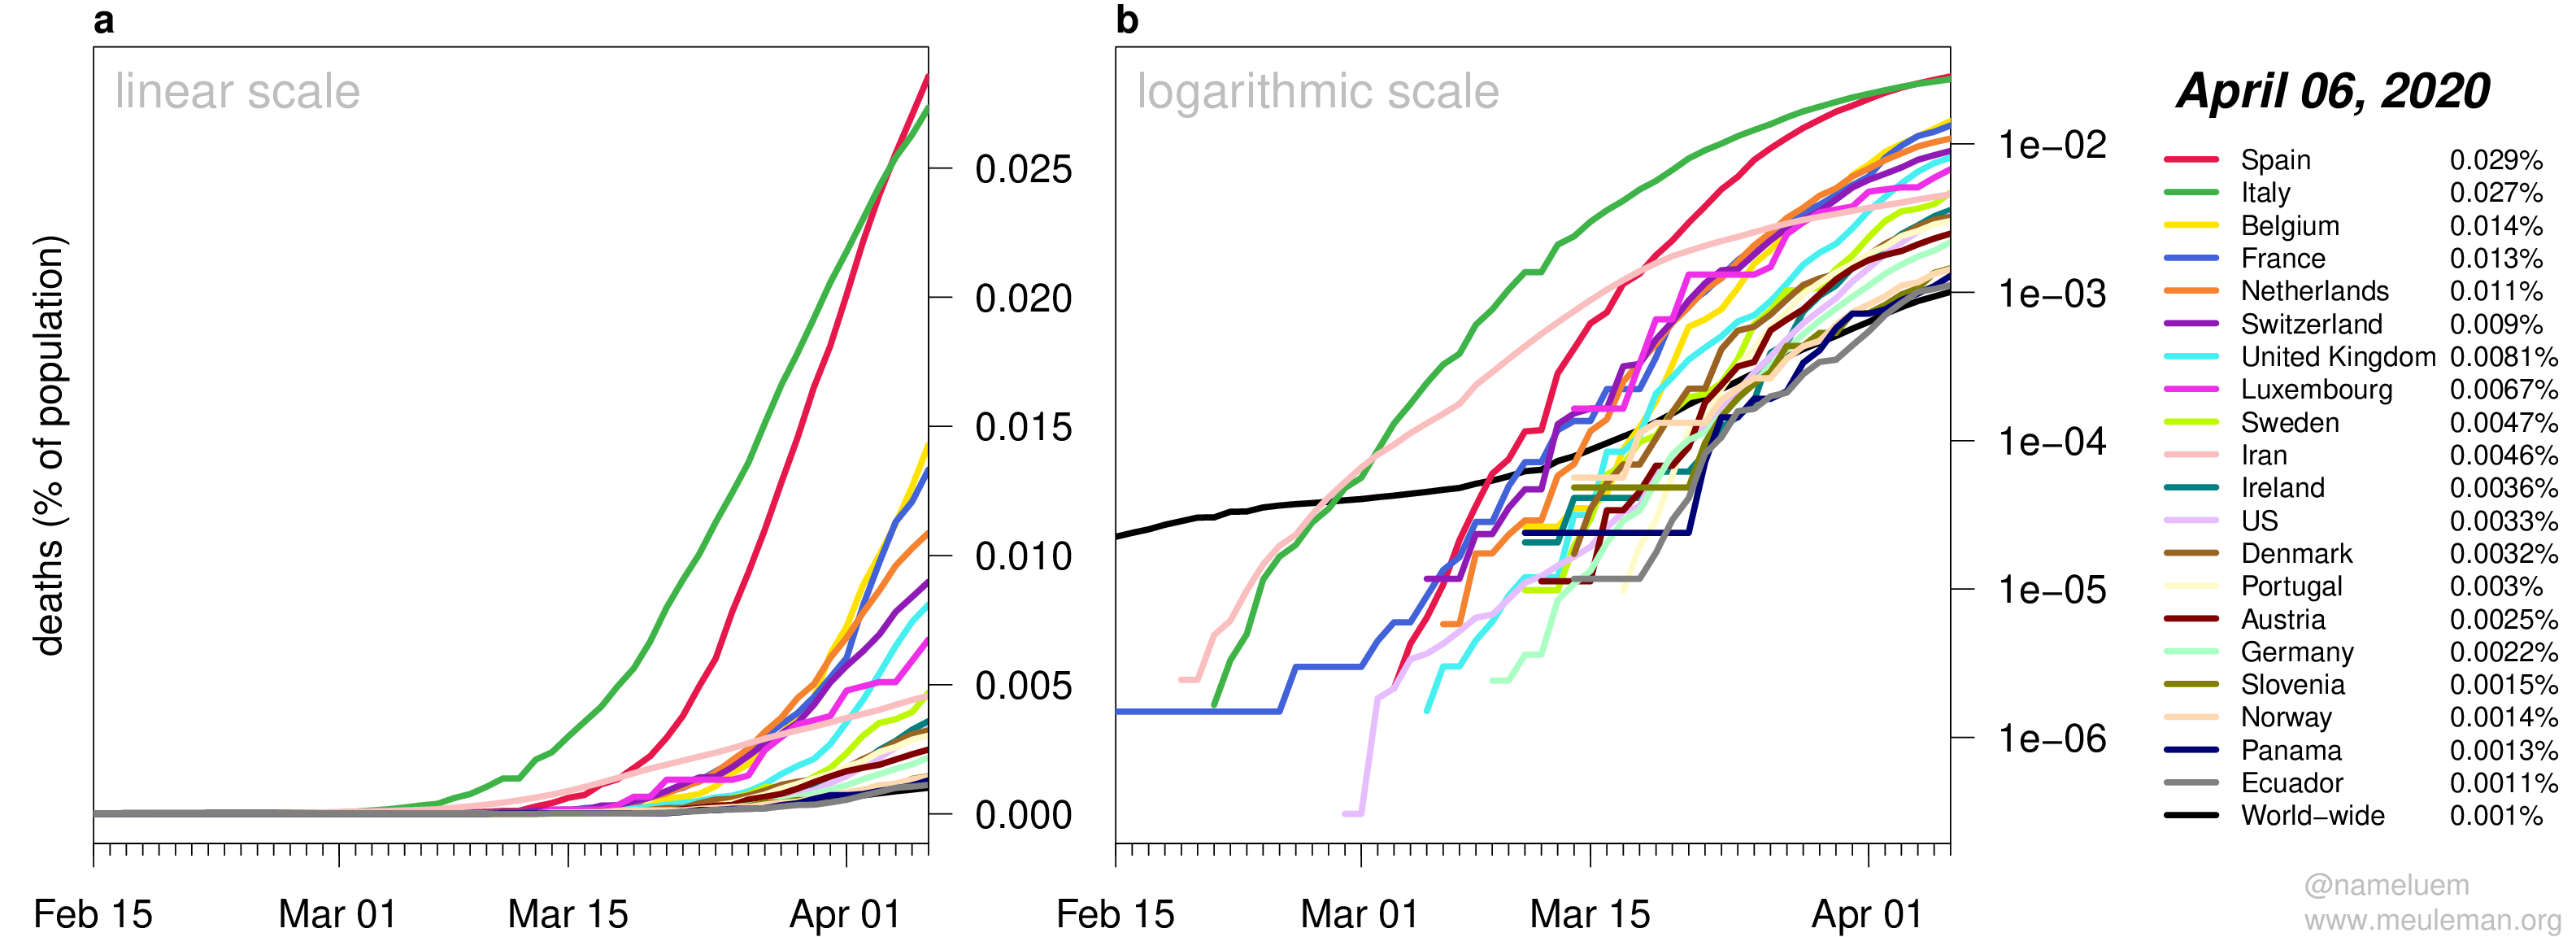 a
linear scale
deaths (% of population)
0.025
0.020
0.015
0.010
0.005
0.000
Feb 15 Mar 01 Mar 15 Apr 01
b
logarithmic scale
1e−02
1e−03
1e−04
1e−05
1e−06
Feb 15 Mar 01 Mar 15 Apr 01
April 06, 2020
Spain 0.029%
Italy 0.027%
Belgium 0.014%
France 0.013%
Netherlands 0.011%
Switzerland 0.009%
United Kingdom 0.0081%
Luxembourg 0.0067%
Sweden 0.0047%
Iran 0.0046%
Ireland 0.0036%
US 0.0033%
Denmark 0.0032%
Portugal 0.003%
Austria 0.0025%
Germany 0.0022%
Slovenia 0.0015%
Norway 0.0014%
Panama 0.0013%
Ecuador 0.0011%
World−wide 0.001%
@nameluem
www.meuleman.org